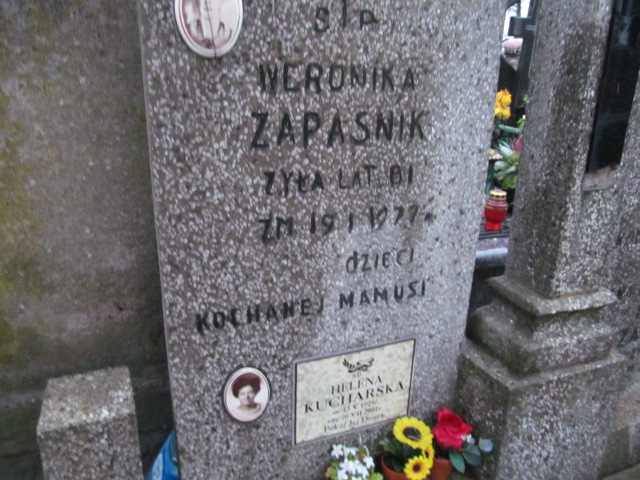 Ś P
WERONIKA
ZAPAŚNIK
ŻYŁA LAT 81
ZM 19 I 1977
DZIECI
KOCHANEJ MAMUSI
HELENA
KUCHARSKA
Pokój Jej Duszy